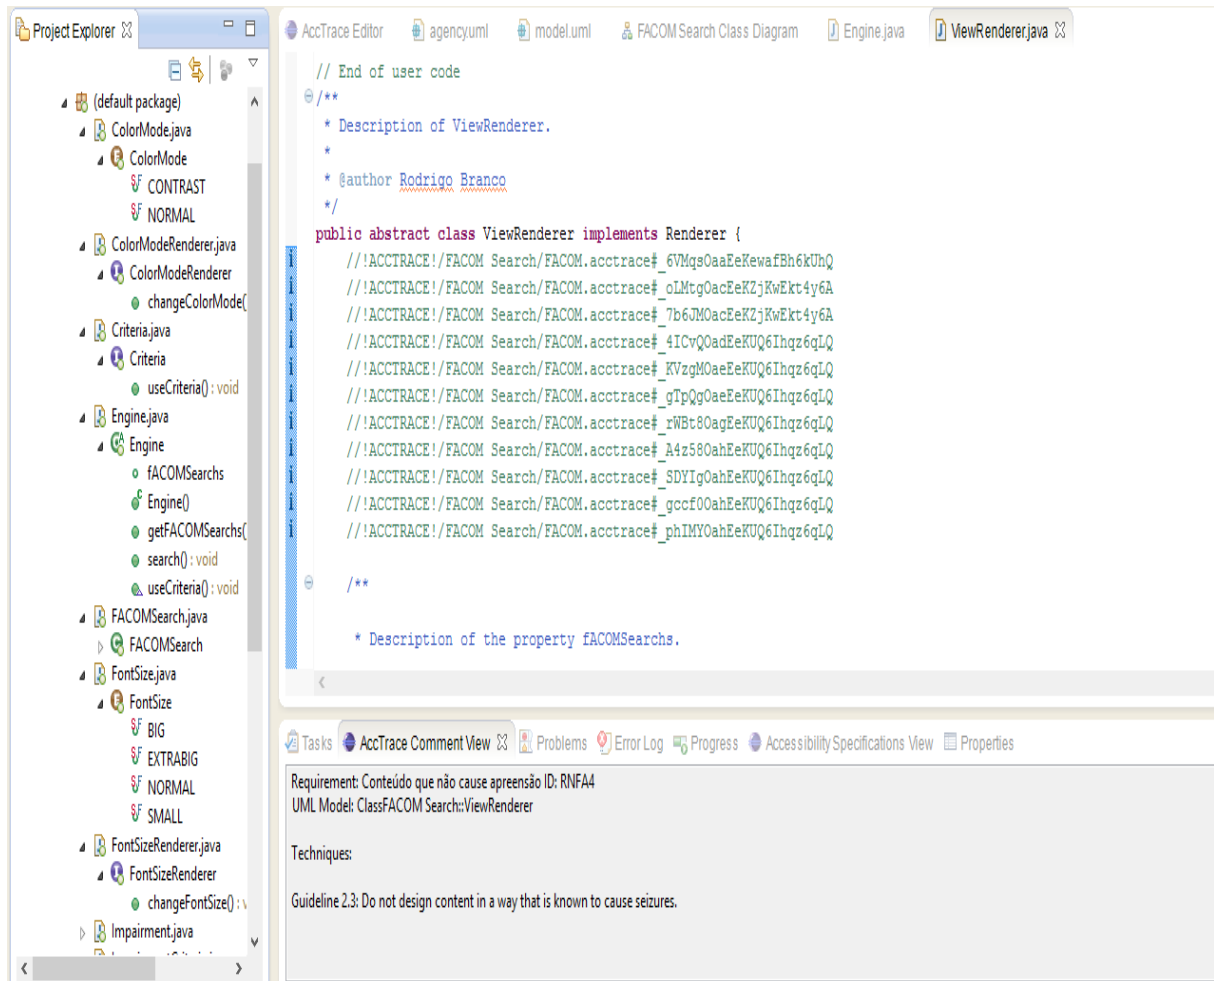 Project Explorer
(default package)
ColorMode.java
ColorMode
CONTRAST
NORMAL
ColorModeRenderer.java
ColorModeRenderer
changeColorMode(
Criteria.java
Criteria
useCriteria() : void
Engine.java
Engine
fACOMSearchs
Engine()
getFACOMSearchs(
search() : void
useCriteria() : void
FACOMSearch.java
FACOMSearch
FontSize.java
FontSize
BIG
EXTRABIG
NORMAL
SMALL
FontSizeRenderer.java
FontSizeRenderer
changeFontSize() : v
Impairment.java
AccTrace Editor agency.uml model.uml FACOM Search Class Diagram Engine.java ViewRenderer.java
// End of user code
/**
* Description of ViewRenderer.
*
* @author Rodrigo Branco
*/
public abstract class ViewRenderer implements Renderer {
//!ACCTRACE!/FACOM Search/FACOM.acctrace#_6VMqsOaaEeKewafBh6kUhQ
//!ACCTRACE!/FACOM Search/FACOM.acctrace#_oLMtgOacEeKZjKwEkt4y6A
//!ACCTRACE!/FACOM Search/FACOM.acctrace#_7b6JMOacEeKZjKwEkt4y6A
//!ACCTRACE!/FACOM Search/FACOM.acctrace#_4ICvQOadEeKUQ6Ihqz6qLQ
//!ACCTRACE!/FACOM Search/FACOM.acctrace#_KVzgMOaeEeKUQ6Ihqz6qLQ
//!ACCTRACE!/FACOM Search/FACOM.acctrace#_gTpQgOaeEeKUQ6Ihqz6qLQ
//!ACCTRACE!/FACOM Search/FACOM.acctrace#_rWBt8OagEeKUQ6Ihqz6qLQ
//!ACCTRACE!/FACOM Search/FACOM.acctrace#_A4z58OahEeKUQ6Ihqz6qLQ
//!ACCTRACE!/FACOM Search/FACOM.acctrace#_SDYIgOahEeKUQ6Ihqz6qLQ
//!ACCTRACE!/FACOM Search/FACOM.acctrace#_gccf0OahEeKUQ6Ihqz6qLQ
//!ACCTRACE!/FACOM Search/FACOM.acctrace#_phIMYOahEeKUQ6Ihqz6qLQ
/**
* Description of the property fACOMSearchs.
Tasks AccTrace Comment View Problems Error Log Progress Accessibility Specifications View Properties
Requirement: Conteúdo que não cause apreensão ID: RNFA4
UML Model: ClassFACOM Search::ViewRenderer
Techniques:
Guideline 2.3: Do not design content in a way that is known to cause seizures.